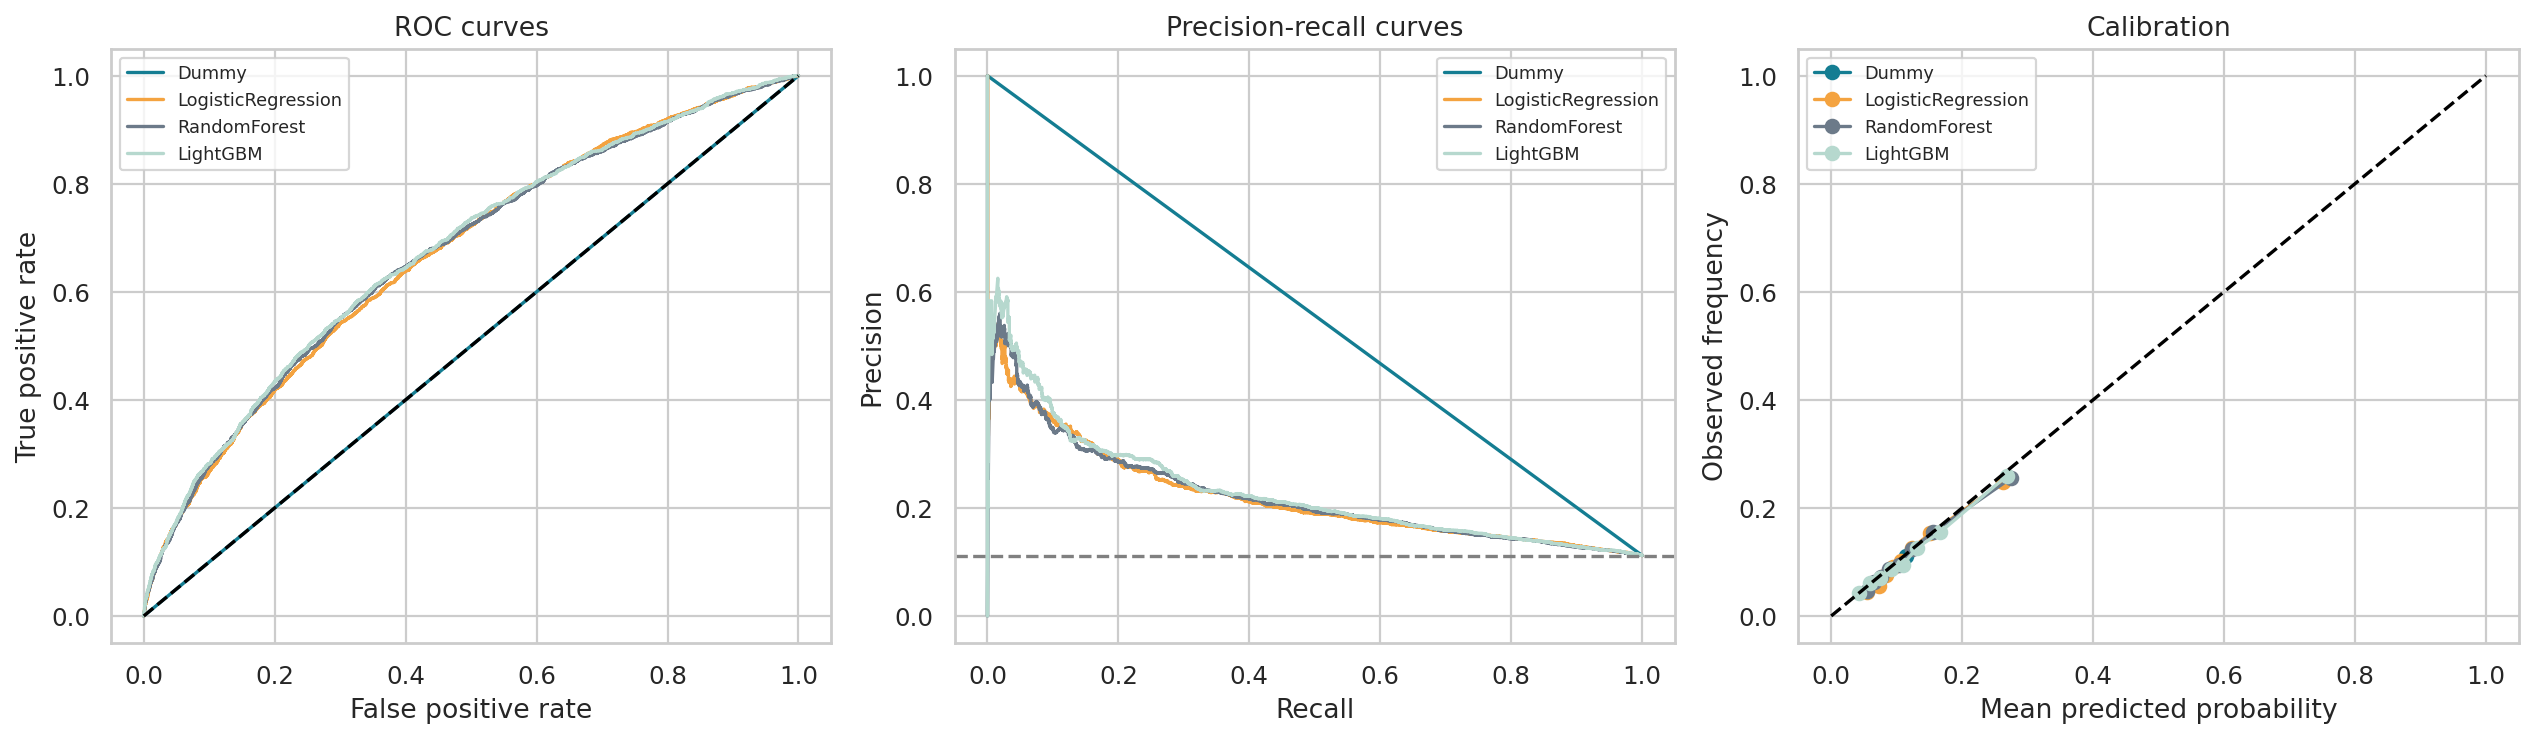 ROC curves
Dummy
LogisticRegression
RandomForest
LightGBM
1.0
0.8
0.6
0.4
0.2
0.0
True positive rate
0.0 0.2 0.4 0.6 0.8 1.0
False positive rate
Precision-recall curves
Dummy
LogisticRegression
RandomForest
LightGBM
1.0
0.8
0.6
0.4
0.2
0.0
Precision
0.0 0.2 0.4 0.6 0.8 1.0
Recall
Calibration
Dummy
LogisticRegression
RandomForest
LightGBM
1.0
0.8
0.6
0.4
0.2
0.0
Observed frequency
0.0 0.2 0.4 0.6 0.8 1.0
Mean predicted probability